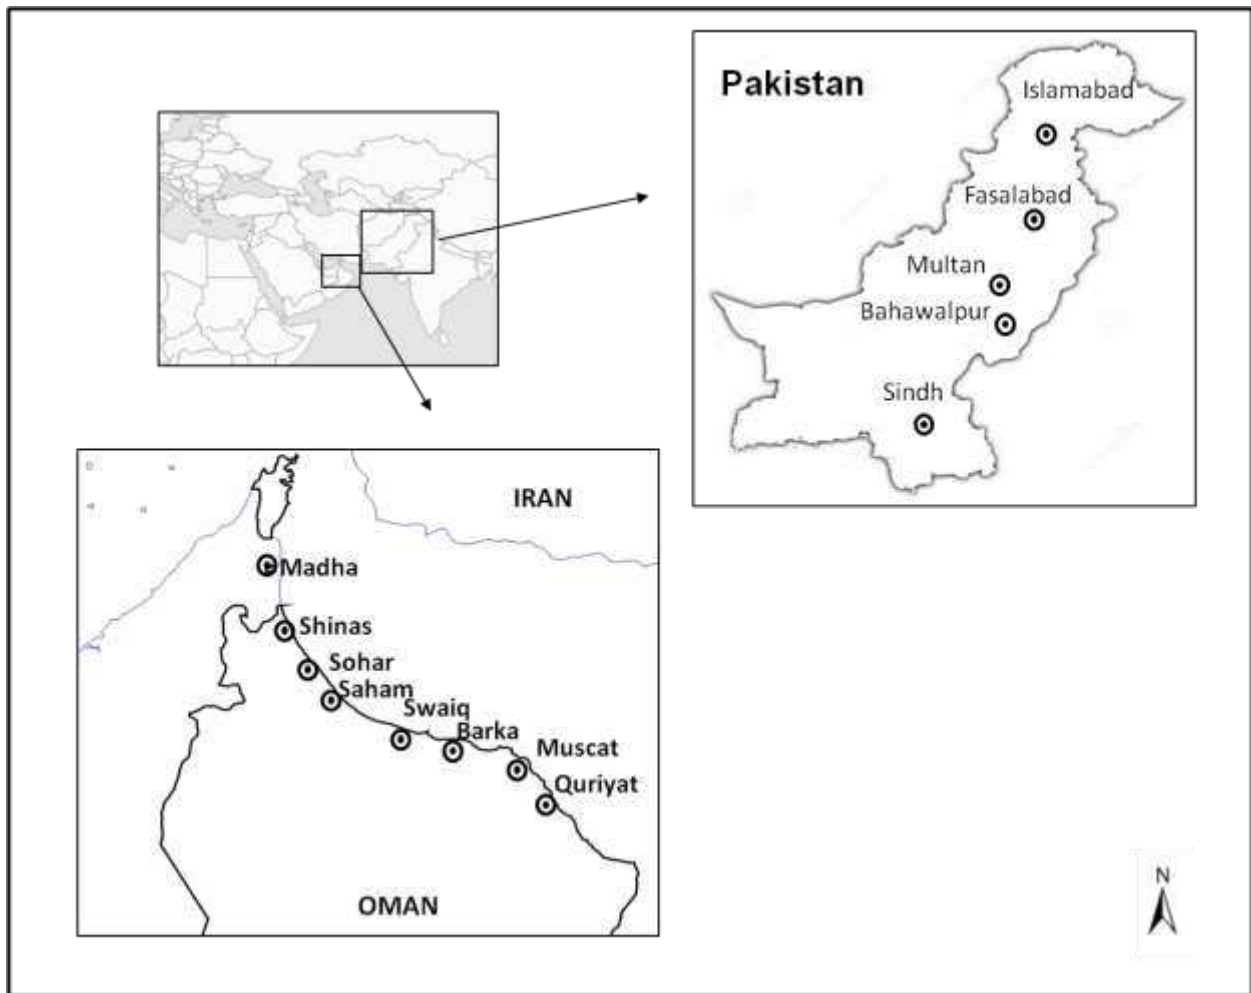 Pakistan
Islamabad
Fasalabad
Multan
Bahawalpur
Sindh
IRAN
Madha
Shinas
Sohar
Saham
Swaiq
Barka
Muscat
Quriyat
OMAN
N